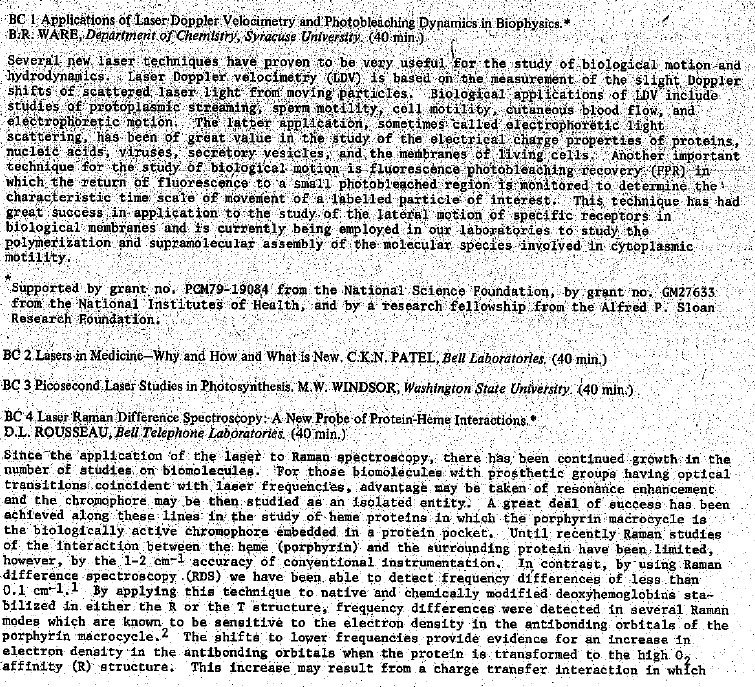 BC 1 Applications of Laser Doppler Velocimetry and Photobleaching Dynamics in Biophysics.*
B.R. WARE, Department of Chemistry, Syracuse University. (40 min.)
Several new laser techniques have proven to be very useful for the study of biological motion and
hydrodynamics. Laser Doppler velocimetry (LDV) is based on the measurement of the slight Doppler
shifts of scattered laser light from moving particles. Biological applications of LDV include
studies of protoplasmic streaming, sperm motility, cell motility, cutaneous blood flow, and
electrophoretic motion. The latter application, sometimes called electrophoretic light
scattering, has been of great value in the study of the electrical charge properties of proteins,
nucleic acids, viruses, secretory vesicles, and the membranes of living cells. Another important
technique for the study of biological motion is fluorescence photobleaching recovery (FPR) in
which the return of fluorescence to a small photobleached region is monitored to determine the
characteristic time scale of movement of a labelled particle of interest. This technique has had
great success in application to the study of the lateral motion of specific receptors in
biological membranes and is currently being employed in our laboratories to study the
polymerization and supramolecular assembly of the molecular species involved in cytoplasmic
motility.
*
Supported by grant no. PCM79-19084 from the National Science Foundation, by grant no. GM27633
from the National Institutes of Health, and by a research fellowship from the Alfred P. Sloan
Research Foundation.
BC 2 Lasers in Medicine—Why and How and What is New. C.K.N. PATEL, Bell Laboratories. (40 min.)
BC 3 Picosecond Laser Studies in Photosynthesis. M.W. WINDSOR, Washington State University. (40 min.)
BC 4 Laser Raman Difference Spectroscopy: A New Probe of Protein-Heme Interactions.*
D.L. ROUSSEAU, Bell Telephone Laboratories. (40 min.)
Since the application of the laser to Raman spectroscopy, there has been continued growth in the
number of studies on biomolecules. For those biomolecules with prosthetic groups having optical
transitions coincident with laser frequencies, advantage may be taken of resonance enhancement
and the chromophore may be then studied as an isolated entity. A great deal of success has been
achieved along these lines in the study of heme proteins in which the porphyrin macrocycle is
the biologically active chromophore embedded in a protein pocket. Until recently Raman studies
of the interaction between the heme (porphyrin) and the surrounding protein have been limited,
however, by the 1-2 cm⁻¹ accuracy of conventional instrumentation. In contrast, by using Raman
difference spectroscopy (RDS) we have been able to detect frequency differences of less than
0.1 cm⁻¹.¹ By applying this technique to native and chemically modified deoxyhemoglobins sta-
bilized in either the R or the T structure, frequency differences were detected in several Raman
modes which are known to be sensitive to the electron density in the antibonding orbitals of the
porphyrin macrocycle.² The shifts to lower frequencies provide evidence for an increase in
electron density in the antibonding orbitals when the protein is transformed to the high O₂
affinity (R) structure. This increase may result from a charge transfer interaction in which